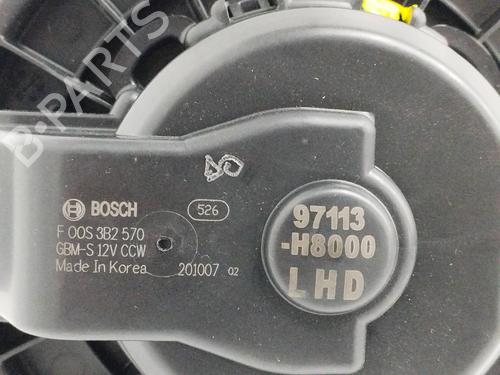 B-PARTS
BOSCH
526
F 00S 3B2 570
GBM-S 12V CCW
Made In Korea
201007 02
97113
-H8000
LHD